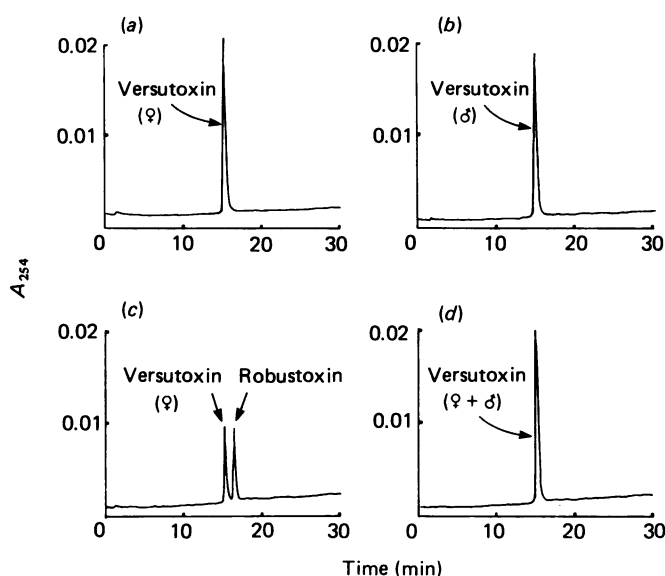 (a)
0.02
Versutoxin
(♀)
0.01
0 10 20 30
(b)
0.02
Versutoxin
(♂)
0.01
0 10 20 30
A254
(c)
0.02
Versutoxin Robustoxin
(♀)
0.01
0 10 20 30
(d)
0.02
Versutoxin
(♀ + ♂)
0.01
0 10 20 30
Time (min)